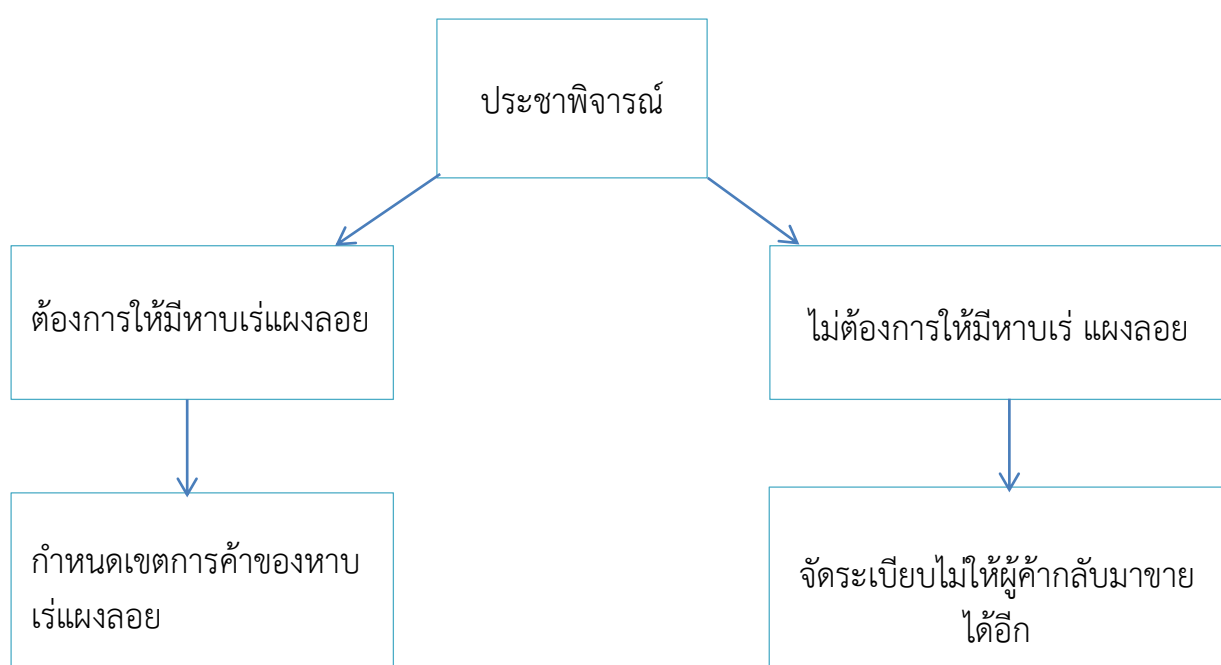 ประชาพิจารณ์
ต้องการให้มีหาบเร่แผงลอย
ไม่ต้องการให้มีหาบเร่ แผงลอย
กำหนดเขตการค้าของหาบ
เร่แผงลอย
จัดระเบียบไม่ให้ผู้ค้ากลับมาขาย
ได้อีก